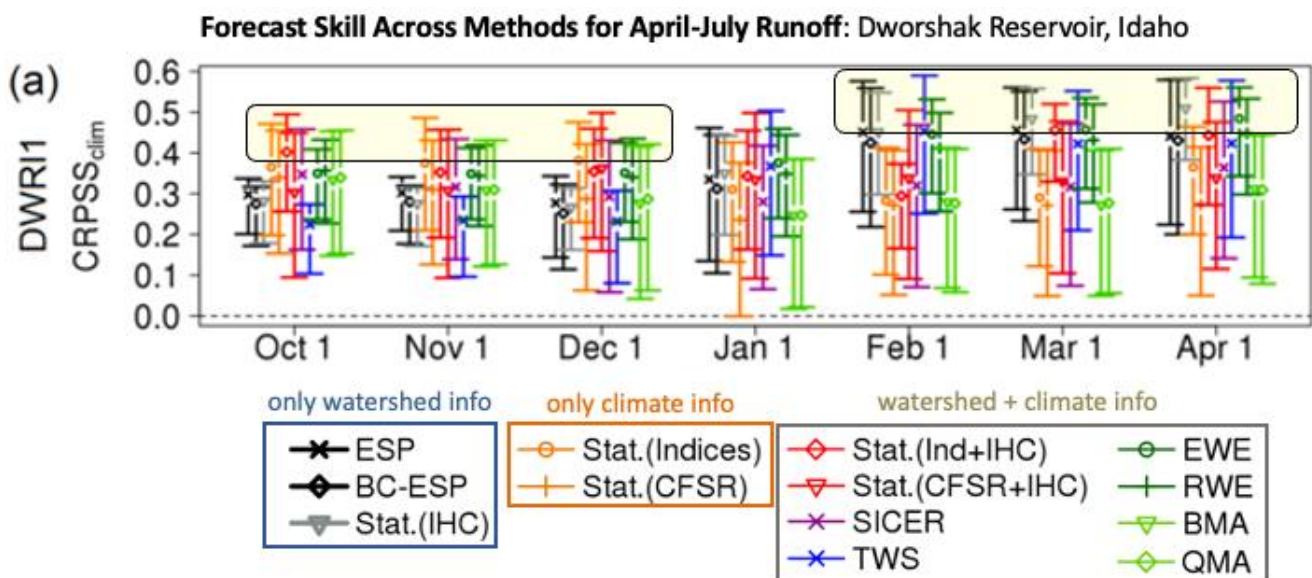 Forecast Skill Across Methods for April-July Runoff: Dworshak Reservoir, Idaho
(a)
DWRI1
CRPSS clim
0.6
0.5
0.4
0.3
0.2
0.1
0.0
Oct 1 Nov 1 Dec 1 Jan 1 Feb 1 Mar 1 Apr 1
only watershed info
ESP
BC-ESP
Stat.(IHC)
only climate info
Stat.(Indices)
Stat.(CFSR)
watershed + climate info
Stat.(Ind+IHC)
Stat.(CFSR+IHC)
SICER
TWS
EWE
RWE
BMA
QMA